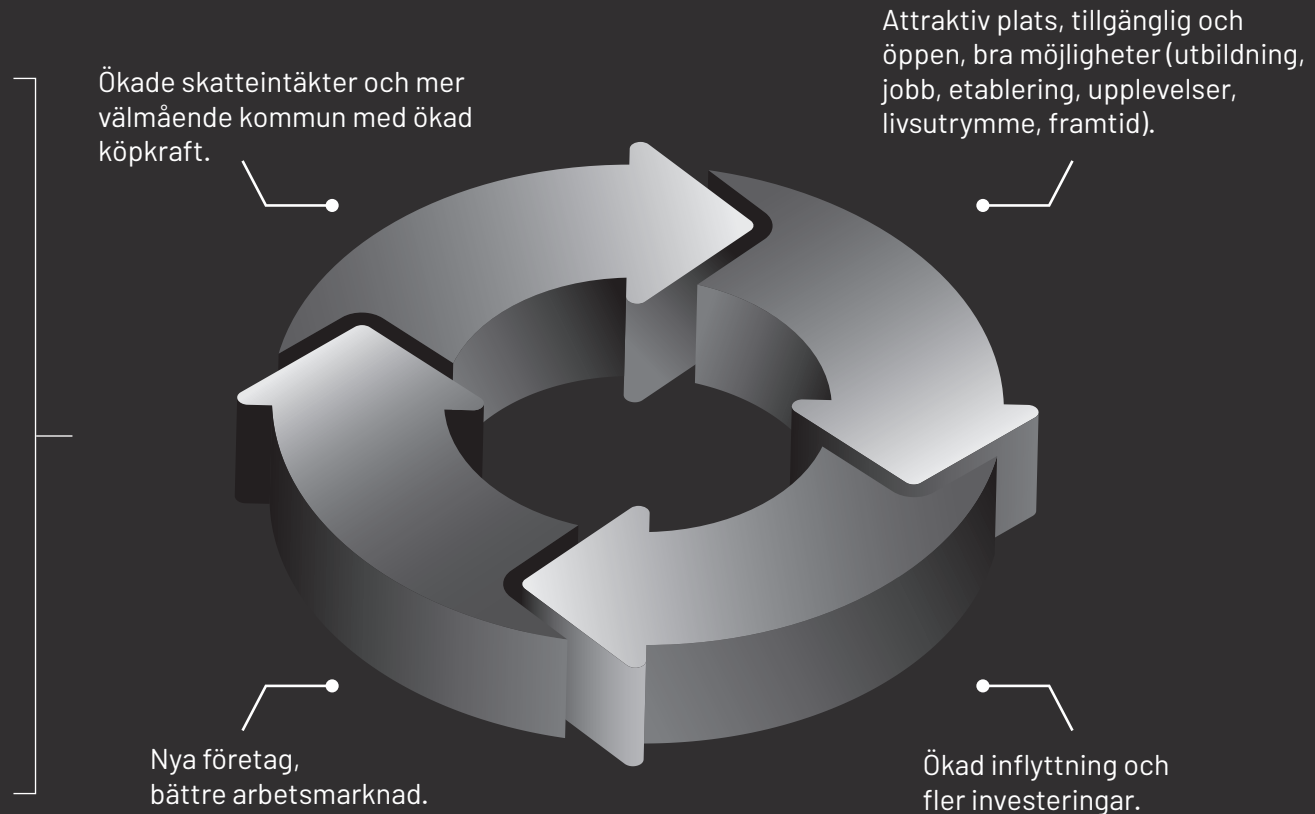 Ökade skatteintäkter och mer
välmående kommun med ökad
köpkraft.
Attraktiv plats, tillgänglig och
öppen, bra möjligheter (utbildning,
jobb, etablering, upplevelser,
livsutrymme, framtid).
Nya företag,
bättre arbetsmarknad.
Ökad inflyttning och
fler investeringar.